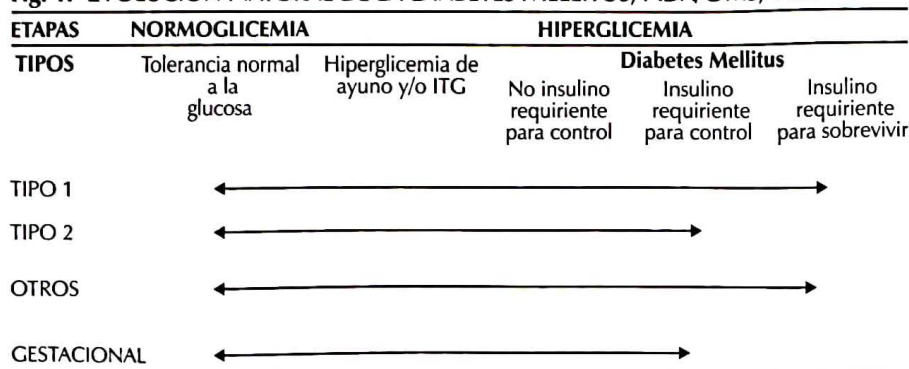 ETAPAS NORMOGLICEMIA HIPERGLICEMIA
TIPOS Tolerancia normal a la glucosa Hiperglicemia de ayuno y/o ITG Diabetes Mellitus
No insulino requiriente para control Insulino requiriente para control Insulino requiriente para sobrevivir
TIPO 1
TIPO 2
OTROS
GESTACIONAL